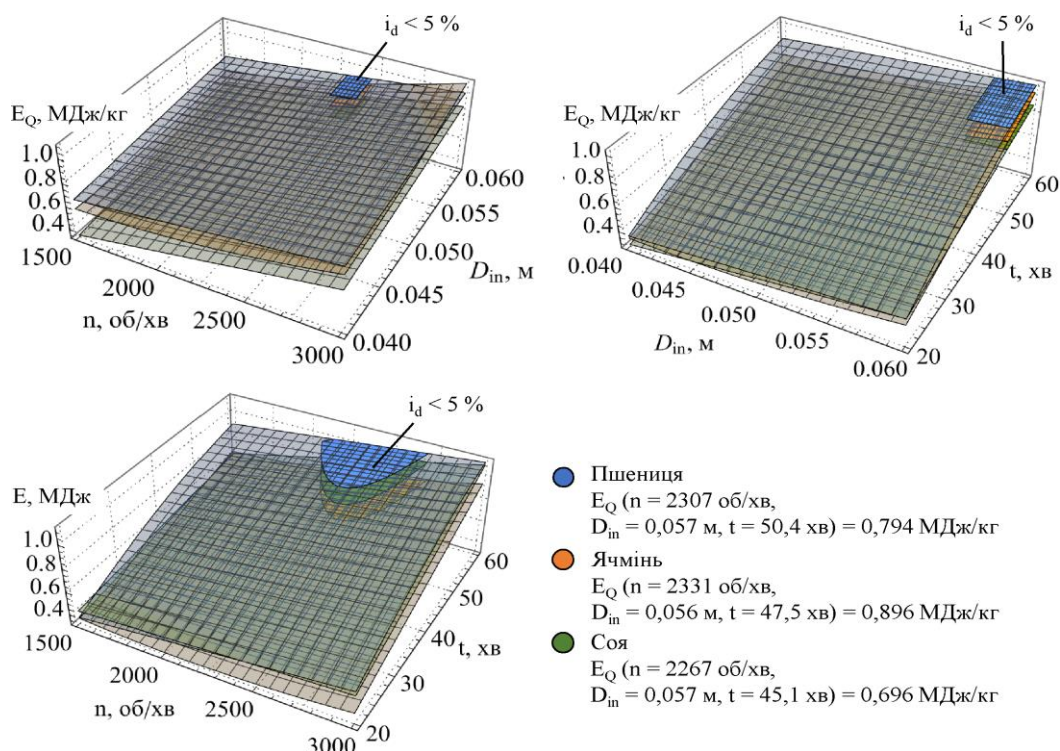 i_d < 5 %
E_Q, МДж/кг
1.0
0.8
0.6
0.4
1500
2000
n, об/хв 2500
3000
0.060
0.055
0.050
D_in, м
0.045
0.040
i_d < 5 %
E_Q, МДж/кг
1.0
0.8
0.6
0.4
0.040
0.045
0.050
D_in, м
0.055
0.060
60
50
40 t, хв
30
20
i_d < 5 %
E, МДж
1.0
0.8
0.6
0.4
1500
2000
n, об/хв 2500
3000
60
50
40 t, хв
30
20
Пшениця
E_Q (n = 2307 об/хв,
D_in = 0,057 м, t = 50,4 хв) = 0,794 МДж/кг
Ячмінь
E_Q (n = 2331 об/хв,
D_in = 0,056 м, t = 47,5 хв) = 0,896 МДж/кг
Соя
E_Q (n = 2267 об/хв,
D_in = 0,057 м, t = 45,1 хв) = 0,696 МДж/кг